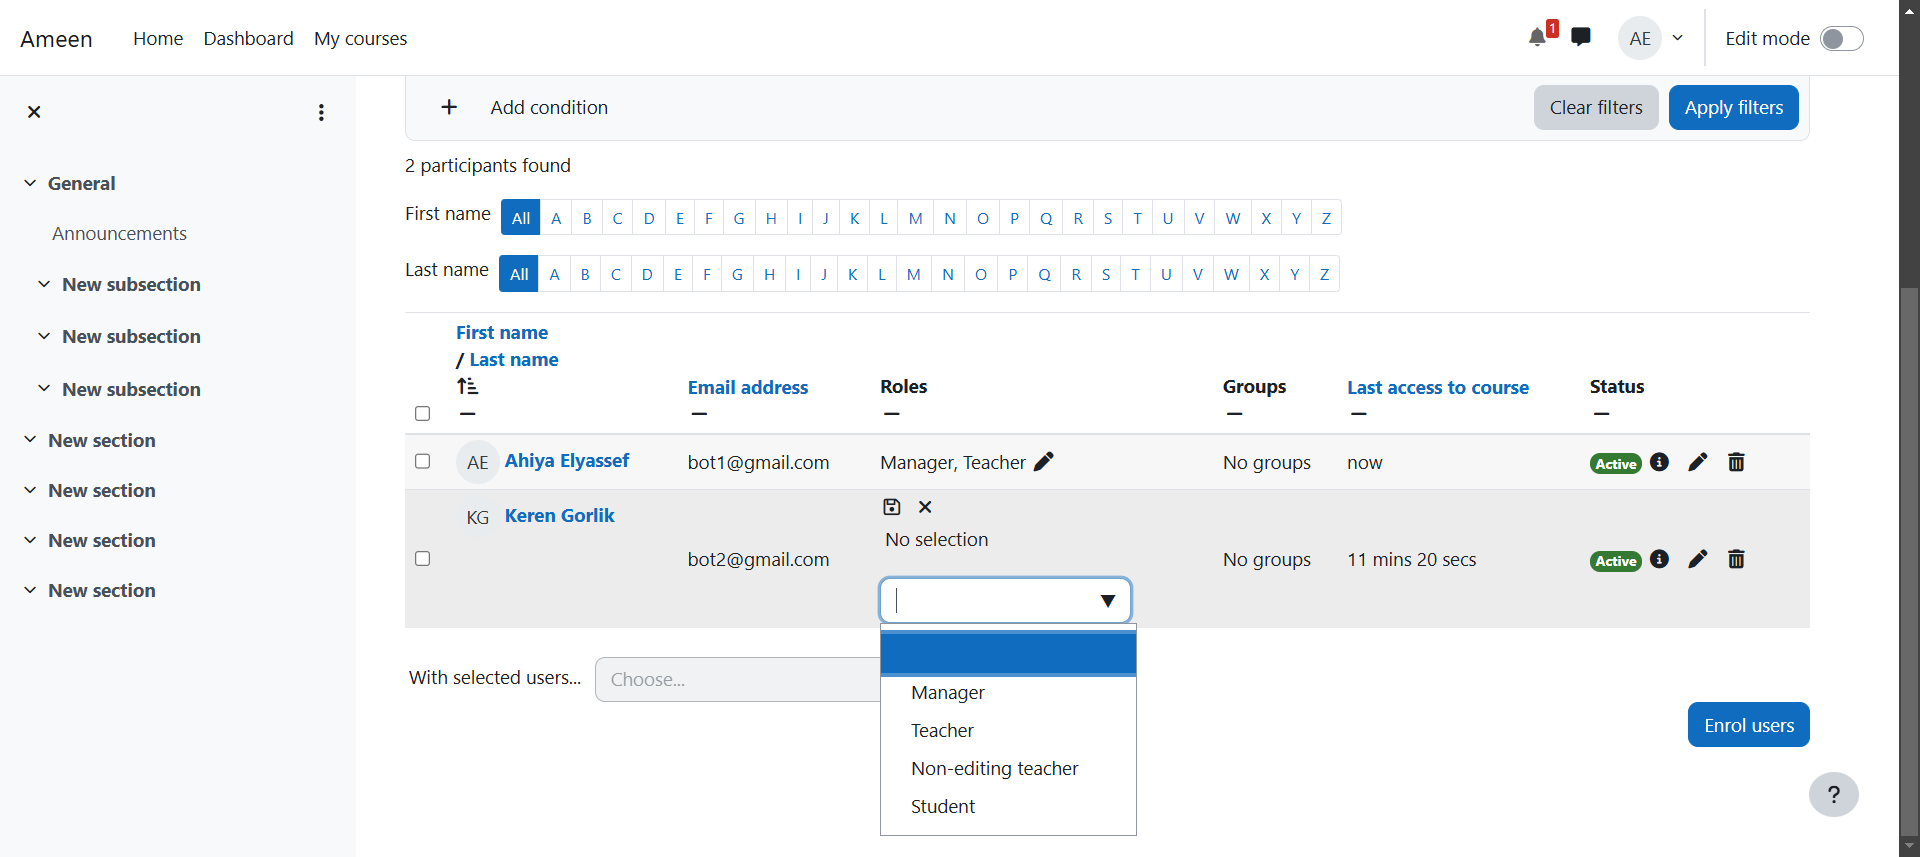 Ameen Home Dashboard My courses 1 AE Edit mode
Add condition Clear filters Apply filters
2 participants found
General
First name All A B C D E F G H I J K L M N O P Q R S T U V W X Y Z
Announcements
Last name All A B C D E F G H I J K L M N O P Q R S T U V W X Y Z
New subsection
New subsection
New subsection
New section
New section
New section
New section
First name
/ Last name
Email address Roles Groups Last access to course Status
AE Ahiya Elyassef bot1@gmail.com Manager, Teacher No groups now Active
KG Keren Gorlik
No selection
bot2@gmail.com No groups 11 mins 20 secs Active
With selected users... Choose...
Manager
Teacher
Non-editing teacher
Student
Enrol users
?